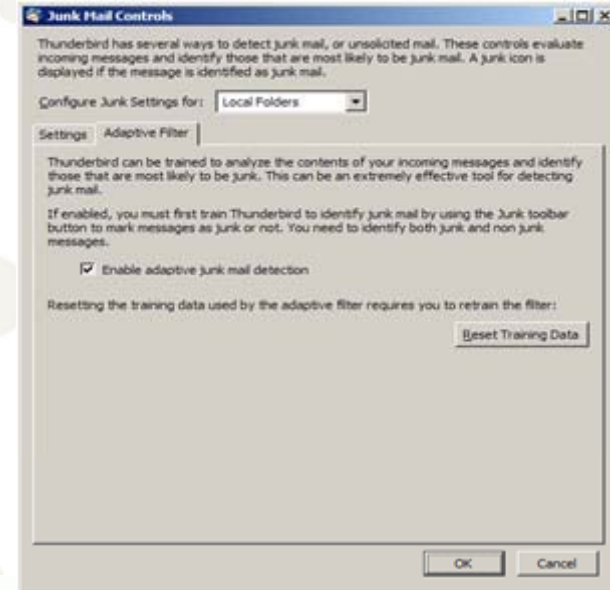 Junk Mail Controls
Thunderbird has several ways to detect junk mail, or unsolicited mail. These controls evaluate
incoming messages and identify those that are most likely to be junk mail. A junk icon is
displayed if the message is identified as junk mail.
Configure Junk Settings for: Local Folders
Settings Adaptive Filter
Thunderbird can be trained to analyze the contents of your incoming messages and identify
those that are most likely to be junk. This can be an extremely effective tool for detecting
junk mail.
If enabled, you must first train Thunderbird to identify junk mail by using the Junk toolbar
button to mark messages as junk or not. You need to identify both junk and non junk
messages.
Enable adaptive junk mail detection
Resetting the training data used by the adaptive filter requires you to retrain the filter:
Reset Training Data
OK Cancel